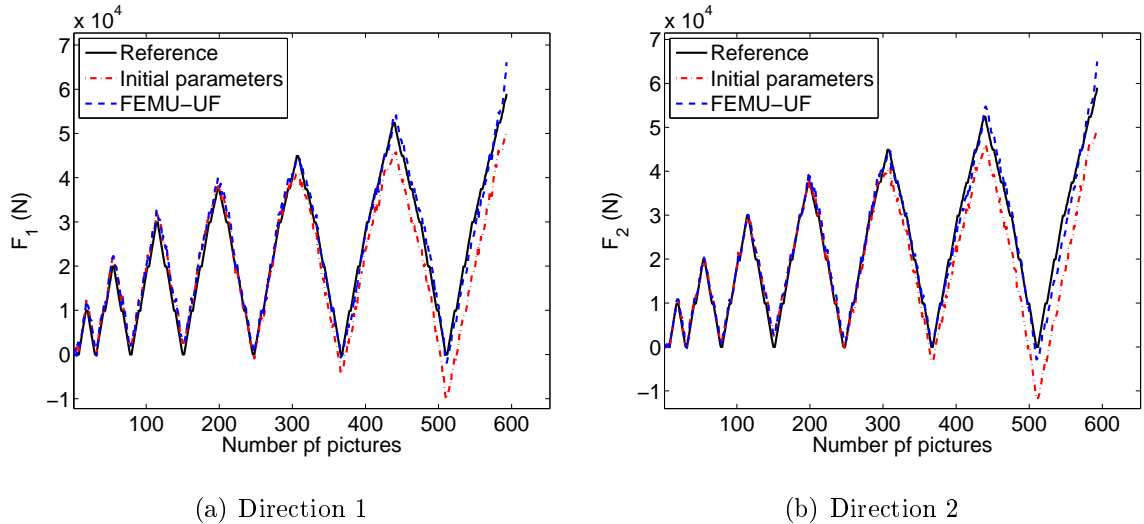 x 10^4
7
6
5
4
3
2
1
0
−1
F_1 (N)
Reference
Initial parameters
FEMU−UF
100 200 300 400 500 600
Number pf pictures
(a) Direction 1
x 10^4
7
6
5
4
3
2
1
0
−1
F_2 (N)
Reference
Initial parameters
FEMU−UF
100 200 300 400 500 600
Number pf pictures
(b) Direction 2